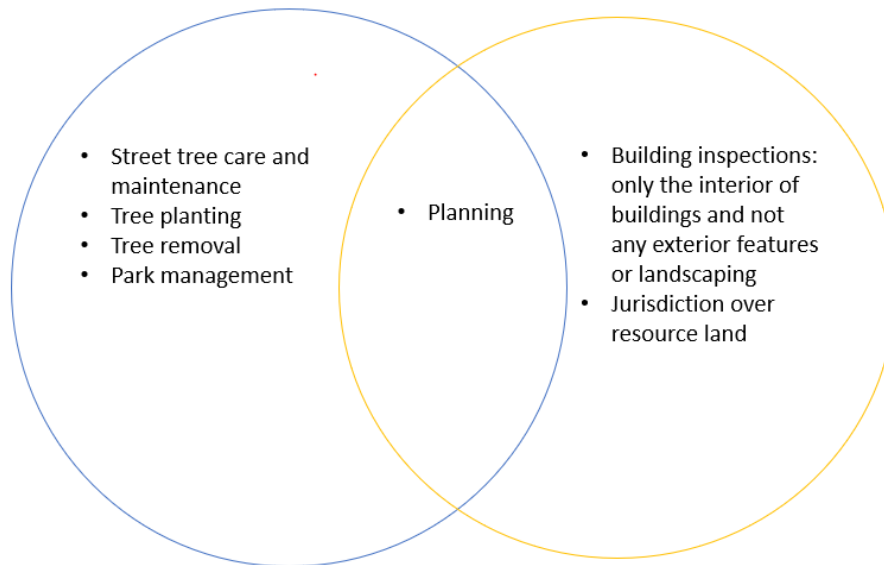 • Street tree care and
maintenance
• Tree planting
• Tree removal
• Park management
• Planning
• Building inspections:
only the interior of
buildings and not
any exterior features
or landscaping
• Jurisdiction over
resource land